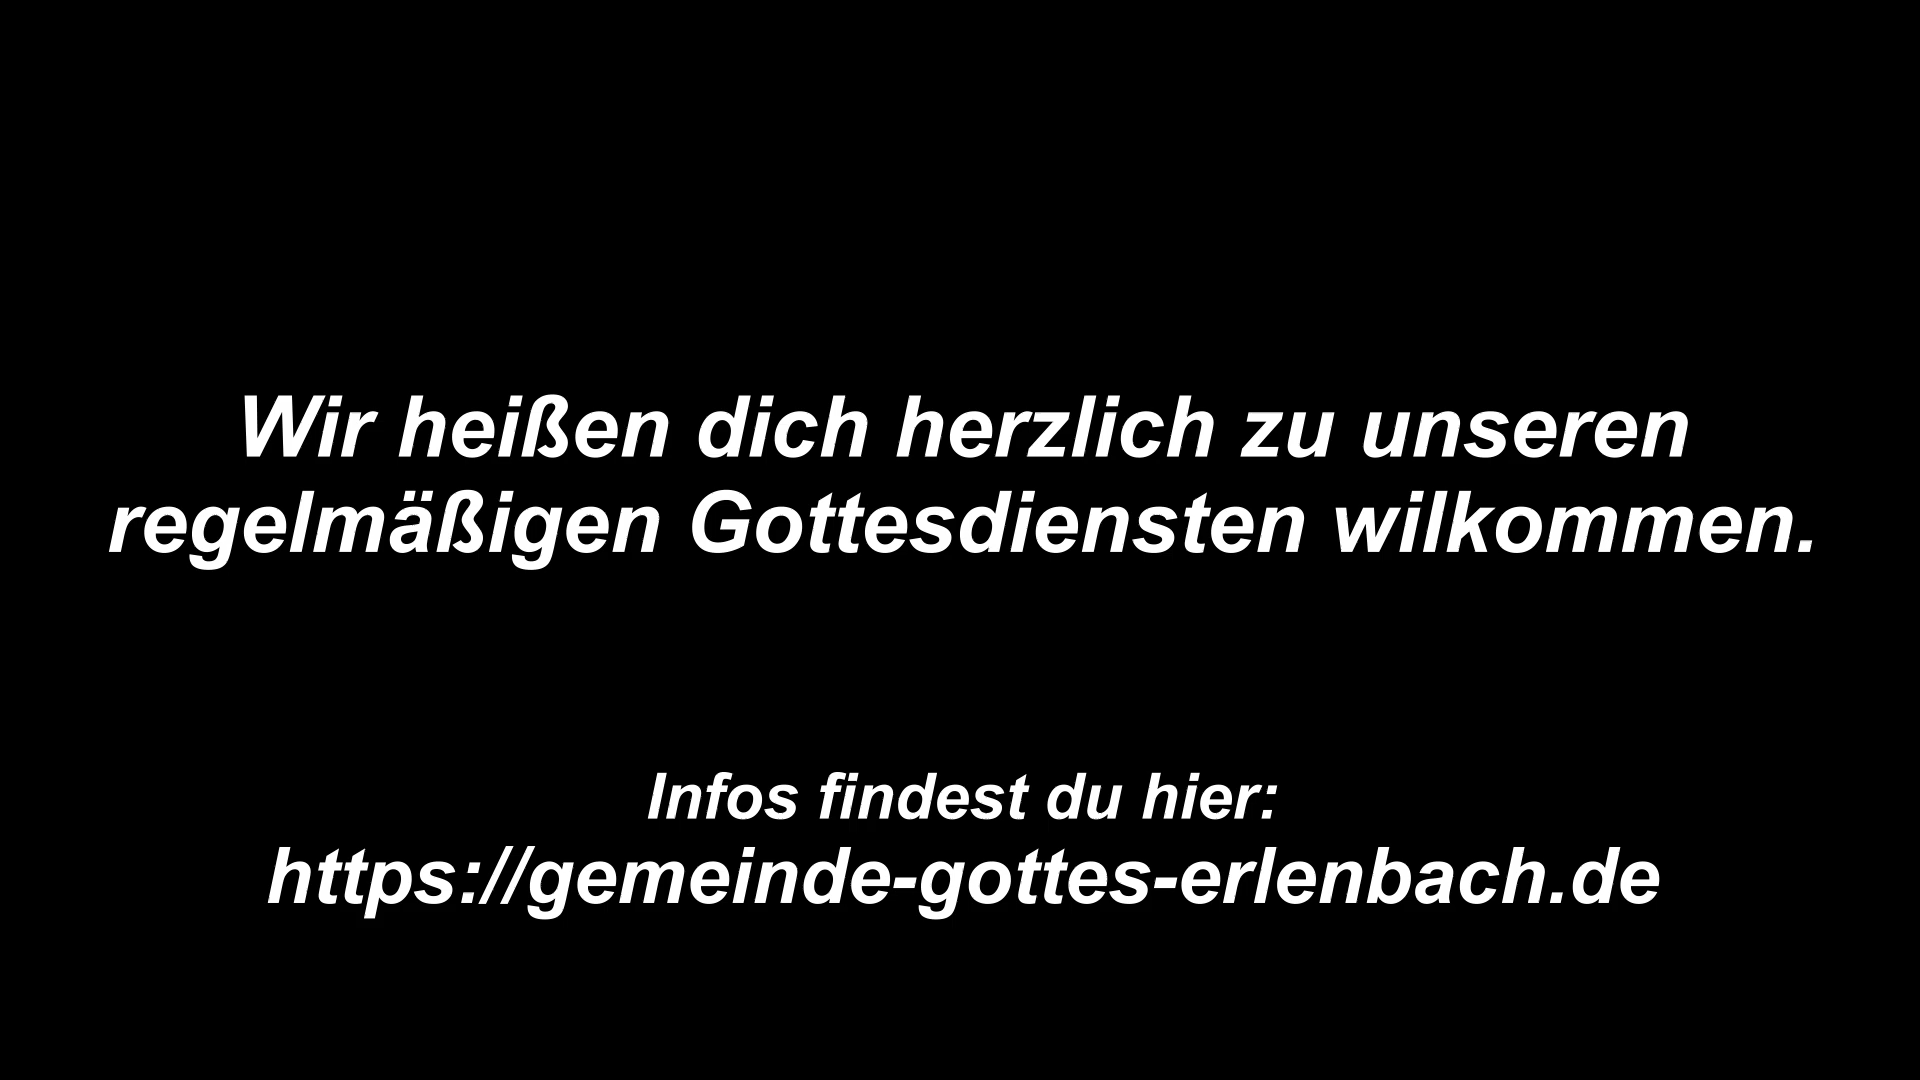 Wir heißen dich herzlich zu unseren
regelmäßigen Gottesdiensten wilkommen.
Infos findest du hier:
https://gemeinde-gottes-erlenbach.de